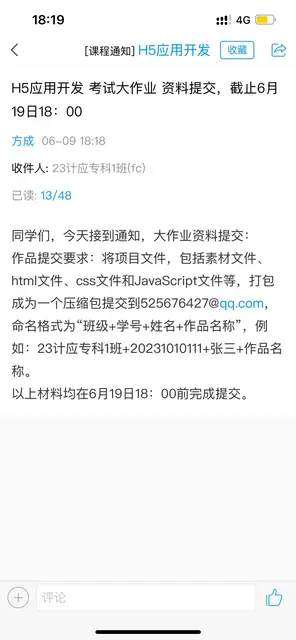 18:19
4G
[课程通知] H5应用开发
收藏
H5应用开发 考试大作业 资料提交，截止6月
19日18：00
方成 06-09 18:18
收件人: 23计应专科1班(fc)
已读: 13/48
同学们，今天接到通知，大作业资料提交：
作品提交要求：将项目文件，包括素材文件、
html文件、css文件和JavaScript文件等，打包
成为一个压缩包提交到525676427@qq.com，
命名格式为“班级+学号+姓名+作品名称”，例
如：23计应专科1班+20231010111+张三+作品名
称。
以上材料均在6月19日18：00前完成提交。
评论